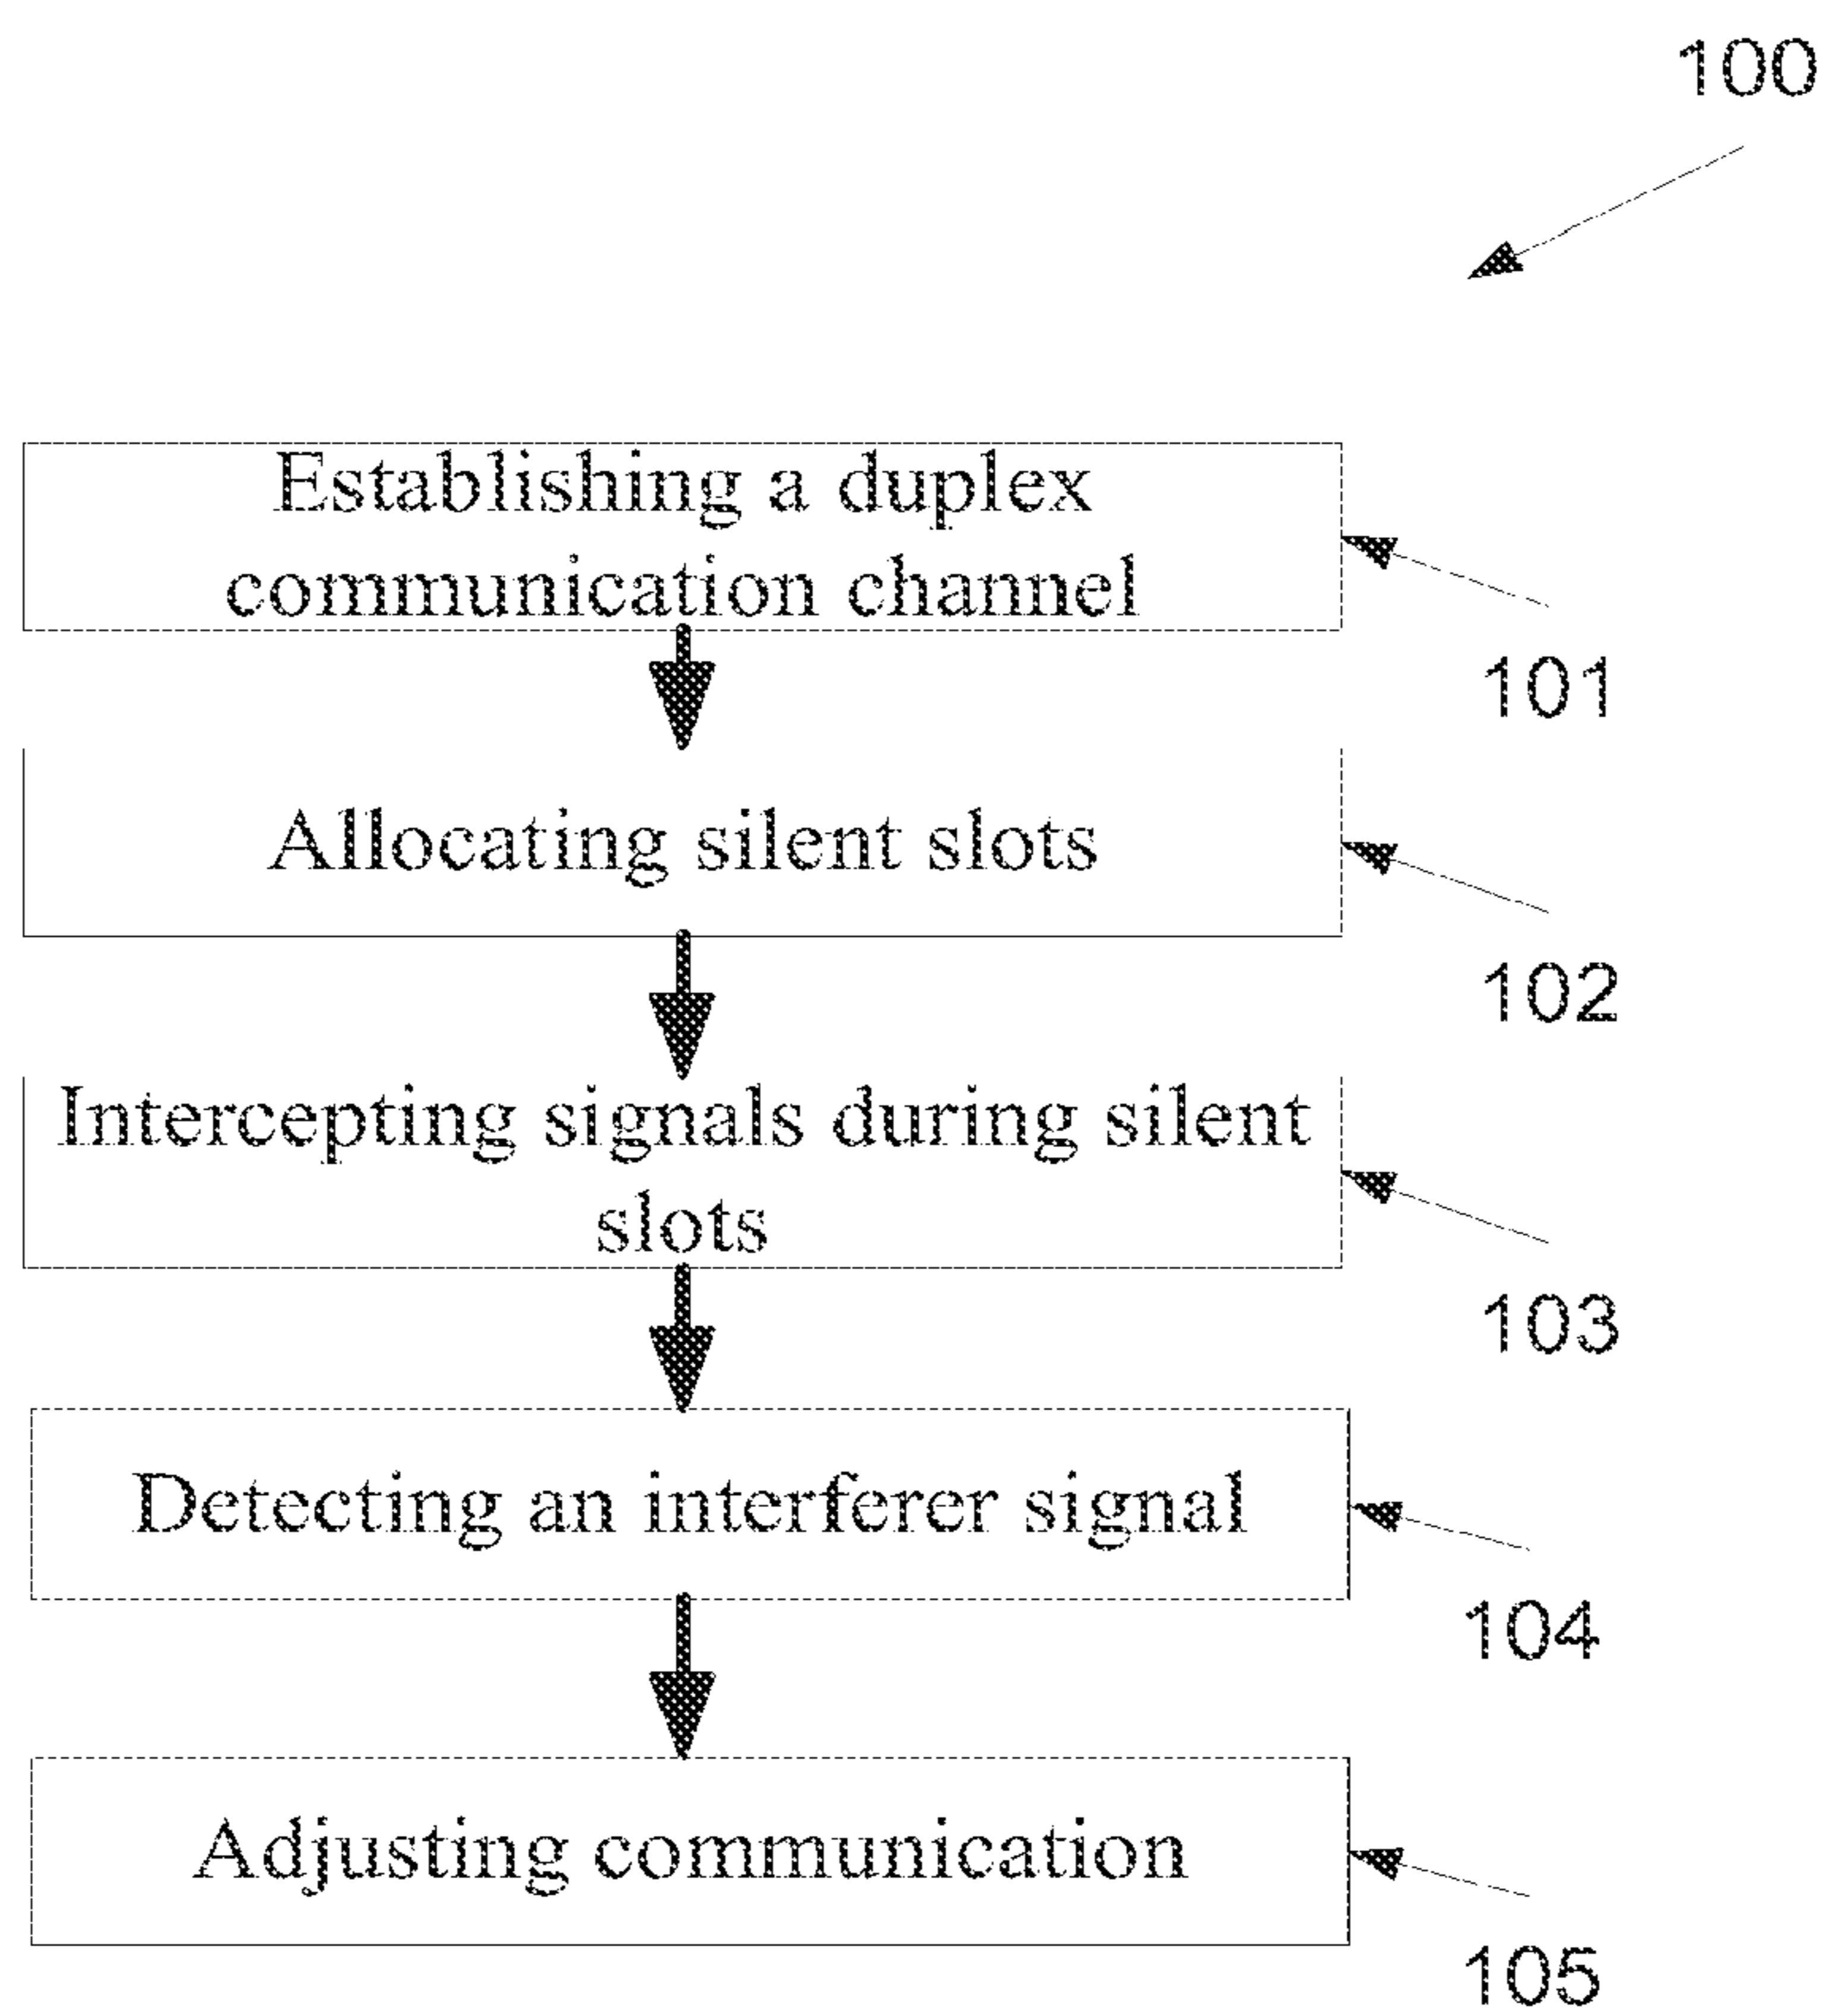 100
Establishing a duplex
communication channel
101
Allocating silent slots
102
Intercepting signals during silent
slots
103
Detecting an interferer signal
104
Adjusting communication
105